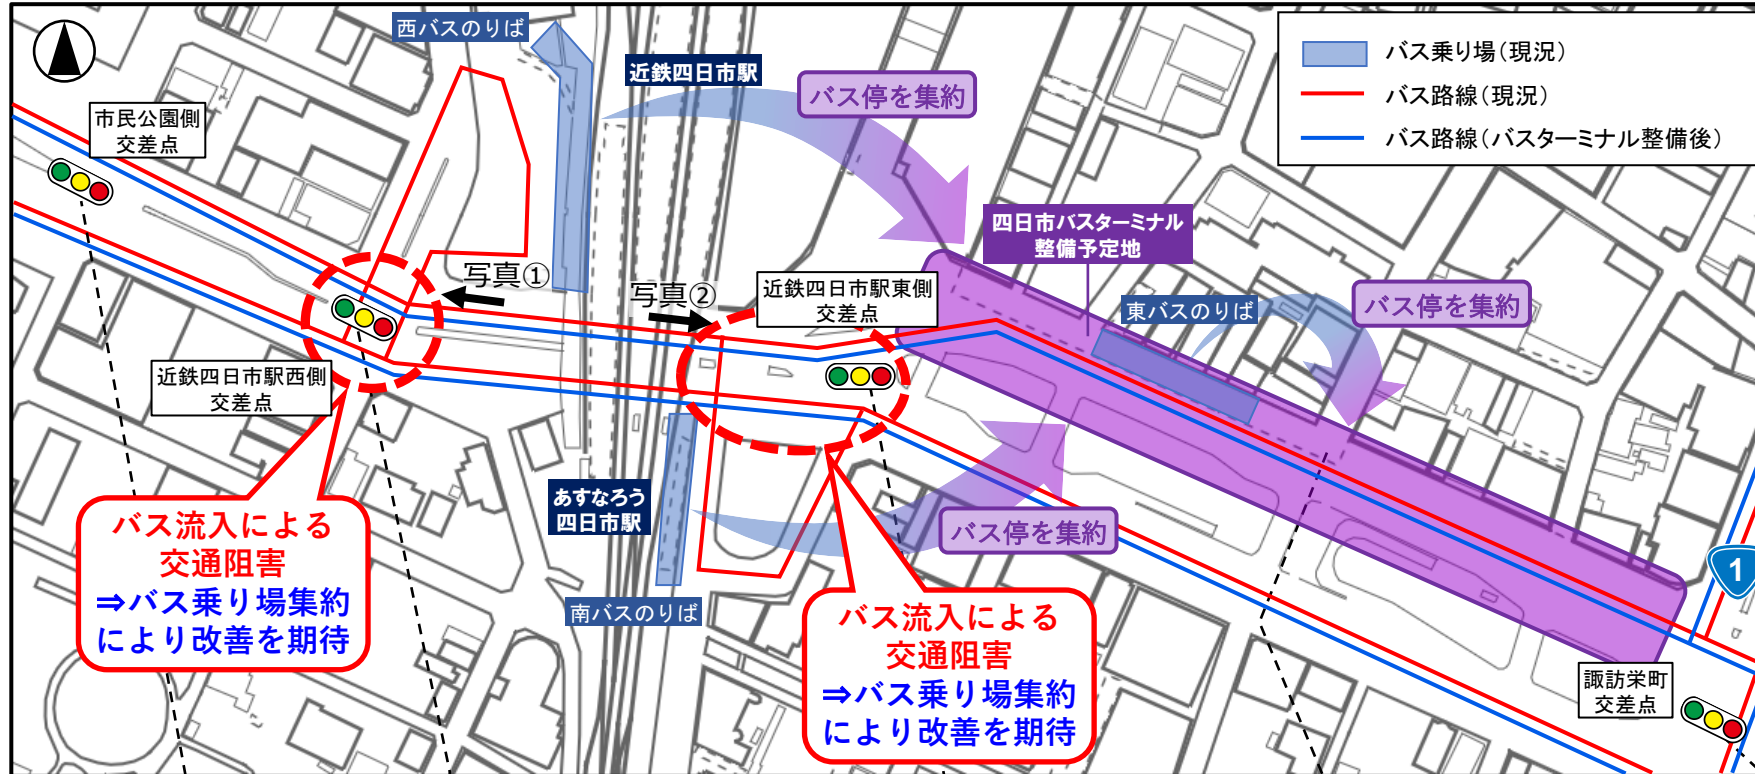 西バスのりば
近鉄四日市駅
バス停を集約
バス乗り場(現況)
バス路線(現況)
バス路線(バスターミナル整備後)
市民公園側
交差点
四日市バスターミナル
整備予定地
写真①
写真②
近鉄四日市駅東側
交差点
東バスのりば
バス停を集約
近鉄四日市駅西側
交差点
あすなろう
四日市駅
バス停を集約
南バスのりば
バス流入による
交通阻害
⇒バス乗り場集約
により改善を期待
バス流入による
交通阻害
⇒バス乗り場集約
により改善を期待
1
諏訪栄町
交差点